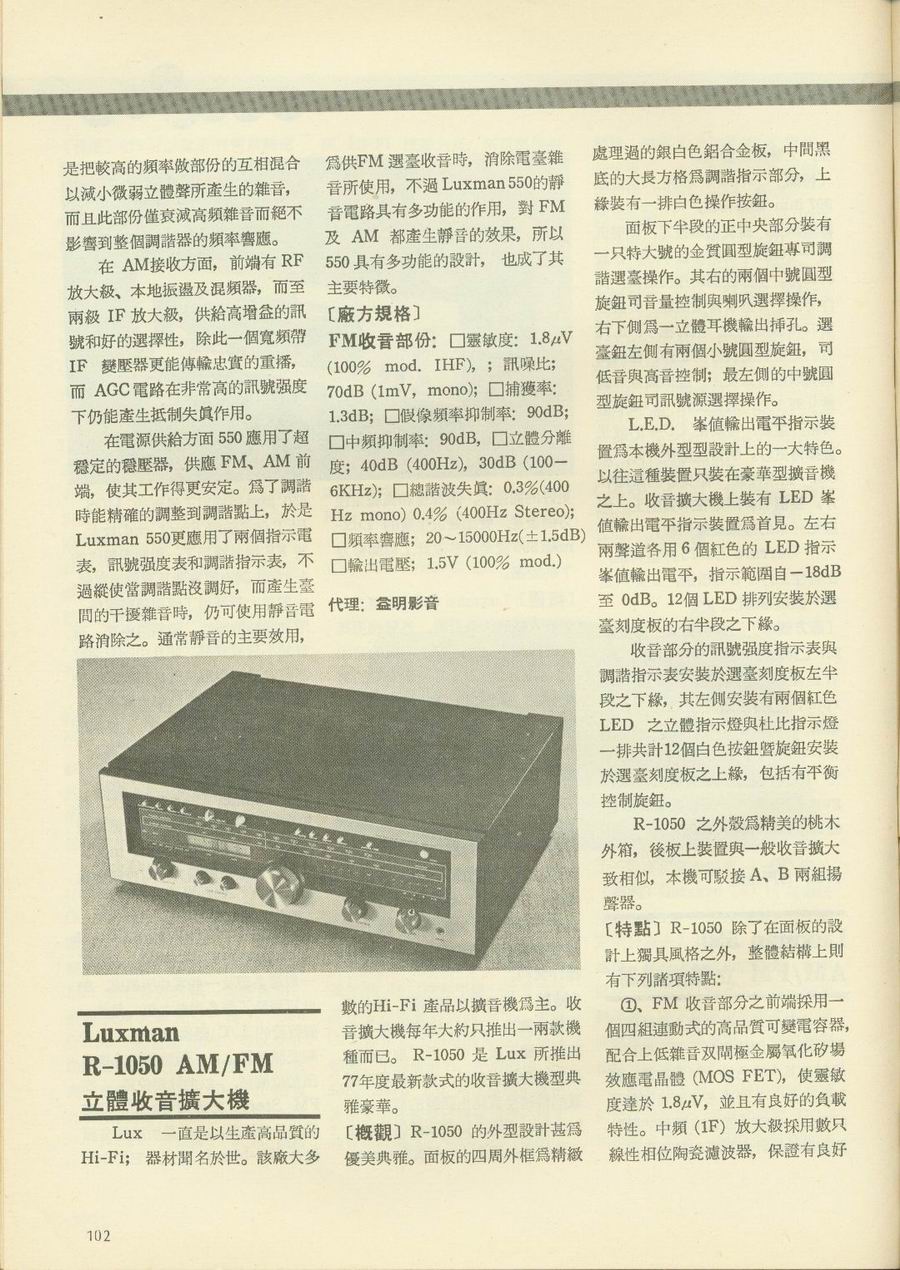 是把較高的頻率做部份的互相混合
以減小微弱立體聲所產生的雜音，
而且此部份僅衰減高頻雜音而絕不
影響到整個調諧器的頻率響應。
在 AM接收方面，前端有 RF
放大級、本地振盪及混頻器，而至
兩級 IF 放大級，供給高增益的訊
號和好的選擇性，除此一個寬頻帶
IF 變壓器更能傳輸忠實的重播，
而 AGC電路在非常高的訊號强度
下仍能產生抵制失眞作用。
在電源供給方面 550 應用了超
穩定的穩壓器，供應 FM、AM 前
端，使其工作得更安定。爲了調諧
時能精確的調整到調諧點上，於是
Luxman 550更應用了兩個指示電
表，訊號强度表和調諧指示表，不
過縱使當調諧點沒調好，而產生臺
間的干擾雜音時，仍可使用靜音電
路消除之。通常靜音的主要效用，
爲供FM 選臺收音時，消除電臺雜
音所使用，不過 Luxman 550的靜
音電路具有多功能的作用，對 FM
及 AM 都產生靜音的效果，所以
550 具有多功能的設計，也成了其
主要特徵。
〔廠方規格〕
FM收音部份：□靈敏度：1.8μV
(100% mod. IHF)，；訊噪比；
70dB (1mV, mono)；□捕獲率：
1.3dB；□假像頻率抑制率：90dB；
□中頻抑制率：90dB，□立體分離
度；40dB (400Hz)，30dB (100—
6KHz)；□總諧波失眞：0.3%(400
Hz mono) 0.4% (400Hz Stereo)；
□頻率響應；20～15000Hz(±1.5dB)
□輸出電壓；1.5V (100% mod.)
代理：益明影音
Luxman
R-1050 AM/FM
立體收音擴大機
Lux 一直是以生產高品質的
Hi-Fi；器材聞名於世。該廠大多
數的Hi-Fi 產品以擴音機爲主。收
音擴大機每年大約只推出一兩款機
種而已。R-1050 是 Lux 所推出
77年度最新款式的收音擴大機型典
雅豪華。
〔概觀〕R-1050 的外型設計甚爲
優美典雅。面板的四周外框爲精緻
處理過的銀白色鋁合金板，中間黑
底的大長方格爲調諧指示部分，上
緣裝有一排白色操作按鈕。
面板下半段的正中央部分裝有
一只特大號的金質圓型旋鈕專司調
諧選臺操作。其右的兩個中號圓型
旋鈕司音量控制與喇叭選擇操作，
右下側爲一立體耳機輸出挿孔。選
臺鈕左側有兩個小號圓型旋鈕，司
低音與高音控制；最左側的中號圓
型旋鈕司訊號源選擇操作。
L.E.D. 峯値輸出電平指示裝
置爲本機外型型設計上的一大特色。
以往這種裝置只裝在豪華型擴音機
之上。收音擴大機上裝有 LED 峯
値輸出電平指示裝置爲首見。左右
兩聲道各用 6 個紅色的 LED 指示
峯値輸出電平，指示範圍自－18dB
至 0dB。12個 LED 排列安裝於選
臺刻度板的右半段之下緣。
收音部分的訊號强度指示表與
調諧指示表安裝於選臺刻度板左半
段之下緣，其左側安裝有兩個紅色
LED 之立體指示燈與杜比指示燈
一排共計12個白色按鈕曁旋鈕安裝
於選臺刻度板之上緣，包括有平衡
控制旋鈕。
R-1050 之外殼爲精美的桃木
外箱，後板上裝置與一般收音擴大
致相似，本機可駁接 A、B 兩組揚
聲器。
〔特點〕R-1050 除了在面板的設
計上獨具風格之外，整體結構上則
有下列諸項特點：
①、FM 收音部分之前端採用一
個四組連動式的高品質可變電容器，
配合上低雜音双閘極金屬氧化矽場
效應電晶體 (MOS FET)，使靈敏
度達於 1.8μV，並且有良好的負載
特性。中頻 (1F) 放大級採用數只
線性相位陶瓷濾波器，保證有良好
102